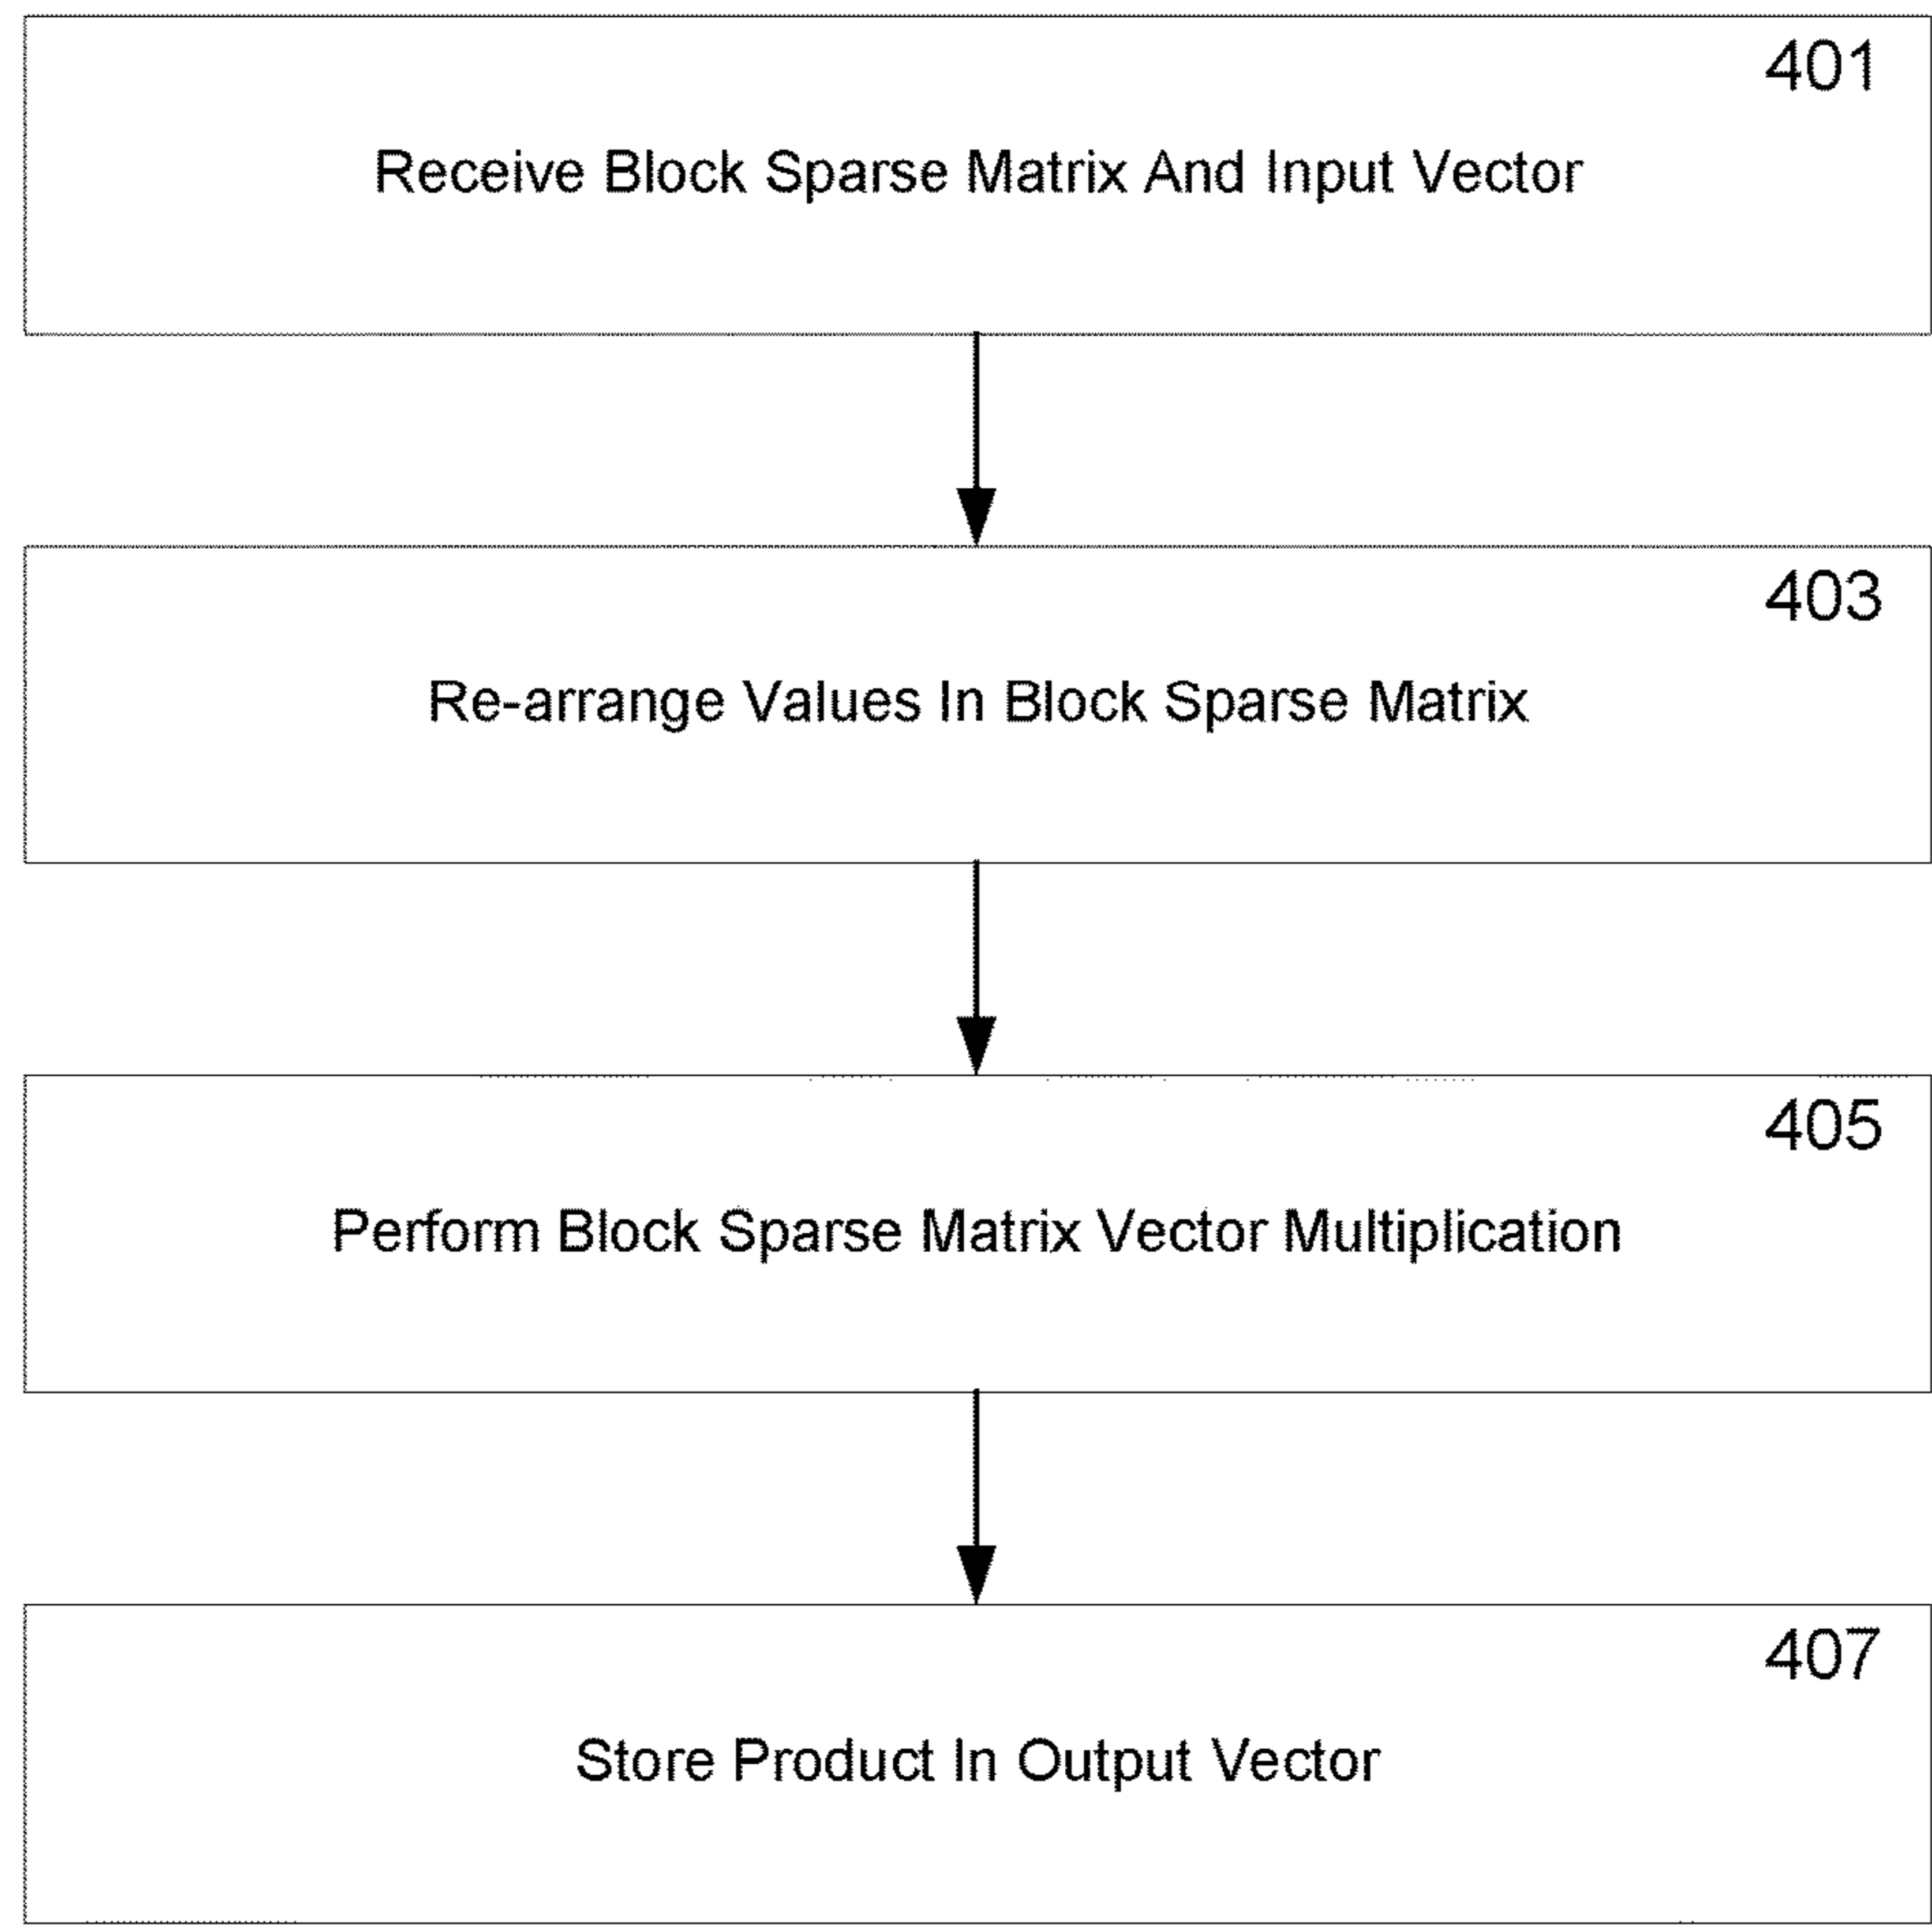 401
Receive Block Sparse Matrix And Input Vector
403
Re-arrange Values In Block Sparse Matrix
405
Perform Block Sparse Matrix Vector Multiplication
407
Store Product In Output Vector